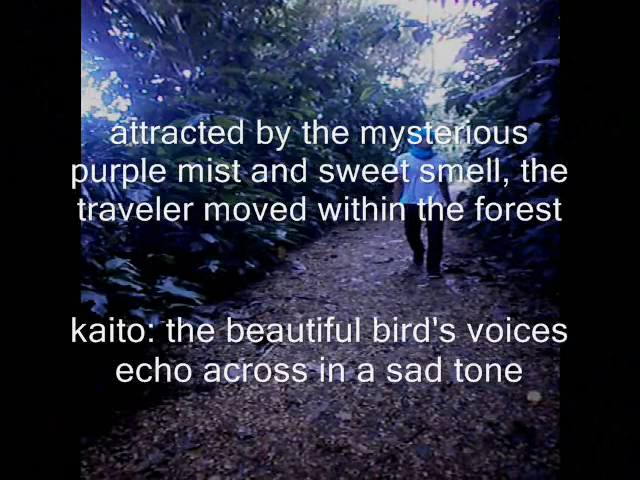 attracted by the mysterious
purple mist and sweet smell, the
traveler moved within the forest
kaito: the beautiful bird's voices
echo across in a sad tone